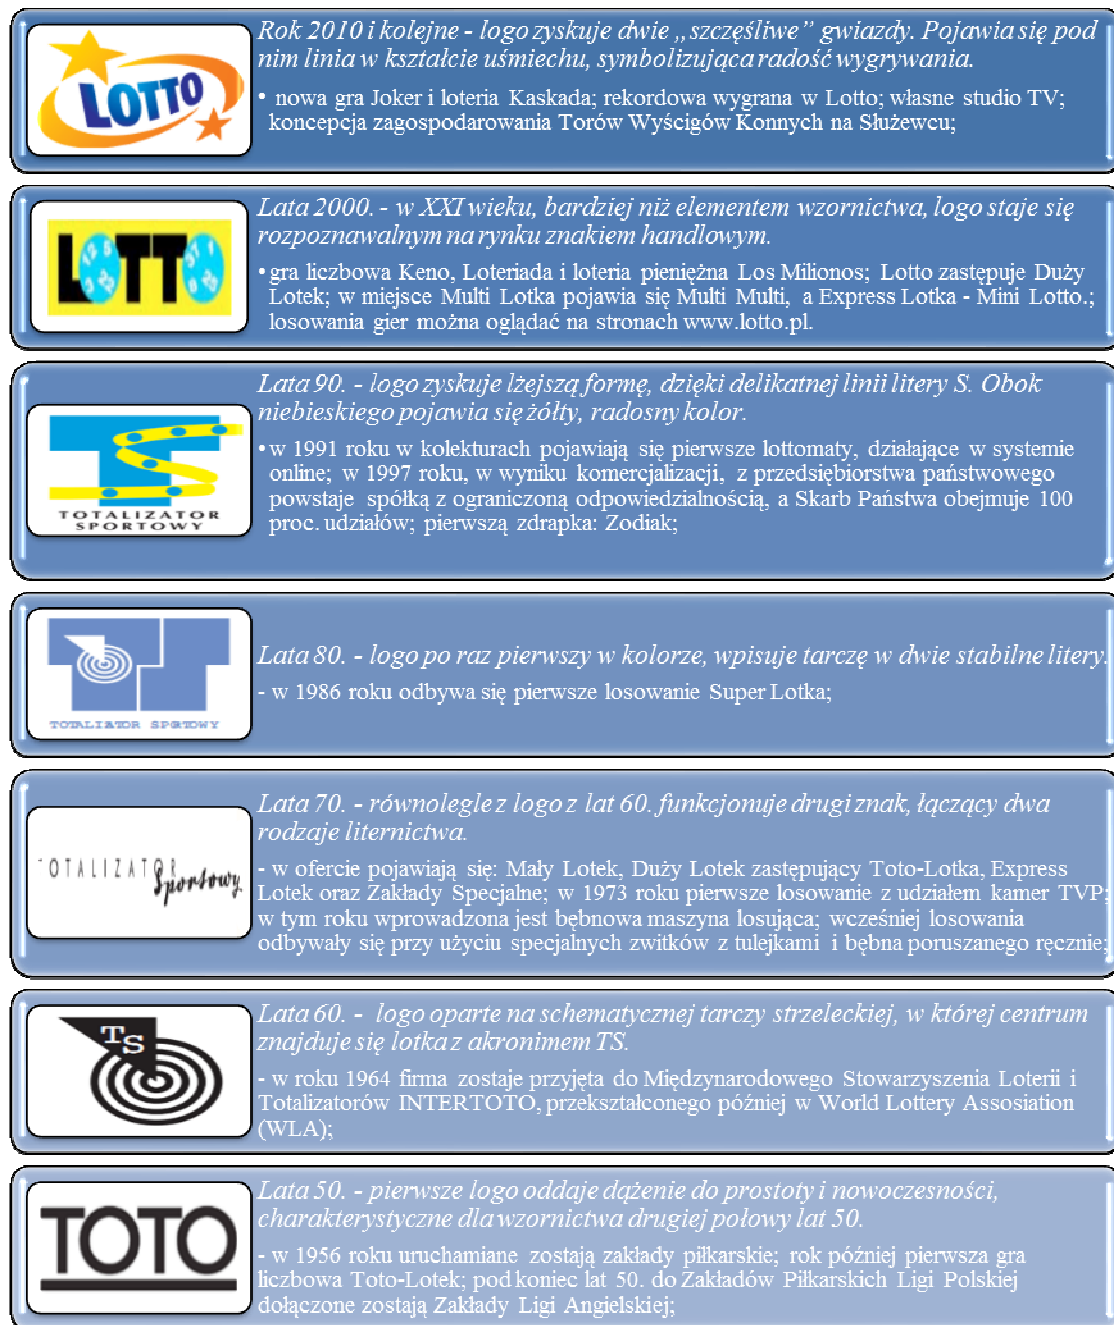 LOTTO
Rok 2010 i kolejne - logo zyskuje dwie „szczęśliwe” gwiazdy. Pojawia się pod
nim linia w kształcie uśmiechu, symbolizująca radość wygrywania.
• nowa gra Joker i loteria Kaskada; rekordowa wygrana w Lotto; własne studio TV;
koncepcja zagospodarowania Torów Wyścigów Konnych na Służewcu;
LOTTO
Lata 2000. - w XXI wieku, bardziej niż elementem wzornictwa, logo staje się
rozpoznawalnym na rynku znakiem handlowym.
• gra liczbowa Keno, Loteriada i loteria pieniężna Los Milionos; Lotto zastępuje Duży
Lotek; w miejsce Multi Lotka pojawia się Multi Multi, a Express Lotka - Mini Lotto.;
losowania gier można oglądać na stronach www.lotto.pl.
TS
TOTALIZATOR
SPORTOWY
Lata 90. - logo zyskuje lżejszą formę, dzięki delikatnej linii litery S. Obok
niebieskiego pojawia się żółty, radosny kolor.
• w 1991 roku w kolekturach pojawiają się pierwsze lottomaty, działające w systemie
online; w 1997 roku, w wyniku komercjalizacji, z przedsiębiorstwa państwowego
powstaje spółką z ograniczoną odpowiedzialnością, a Skarb Państwa obejmuje 100
proc. udziałów; pierwszą zdrapka: Zodiak;
TOTALIZATOR SPORTOWY
Lata 80. - logo po raz pierwszy w kolorze, wpisuje tarczę w dwie stabilne litery.
- w 1986 roku odbywa się pierwsze losowanie Super Lotka;
TOTALIZATOR
Sportowy
Lata 70. - równolegle z logo z lat 60. funkcjonuje drugi znak, łączący dwa
rodzaje liternictwa.
- w ofercie pojawiają się: Mały Lotek, Duży Lotek zastępujący Toto-Lotka, Express
Lotek oraz Zakłady Specjalne; w 1973 roku pierwsze losowanie z udziałem kamer TVP;
w tym roku wprowadzona jest bębnowa maszyna losująca; wcześniej losowania
odbywały się przy użyciu specjalnych zwitków z tulejkami i bębna poruszanego ręcznie;
TS
Lata 60. - logo oparte na schematycznej tarczy strzeleckiej, w której centrum
znajduje się lotka z akronimem TS.
- w roku 1964 firma zostaje przyjęta do Międzynarodowego Stowarzyszenia Loterii i
Totalizatorów INTERTOTO, przekształconego później w World Lottery Assosiation
(WLA);
TOTO
Lata 50. - pierwsze logo oddaje dążenie do prostoty i nowoczesności,
charakterystyczne dla wzornictwa drugiej połowy lat 50.
- w 1956 roku uruchamiane zostają zakłady piłkarskie; rok później pierwsza gra
liczbowa Toto-Lotek; pod koniec lat 50. do Zakładów Piłkarskich Ligi Polskiej
dołączone zostają Zakłady Ligi Angielskiej;